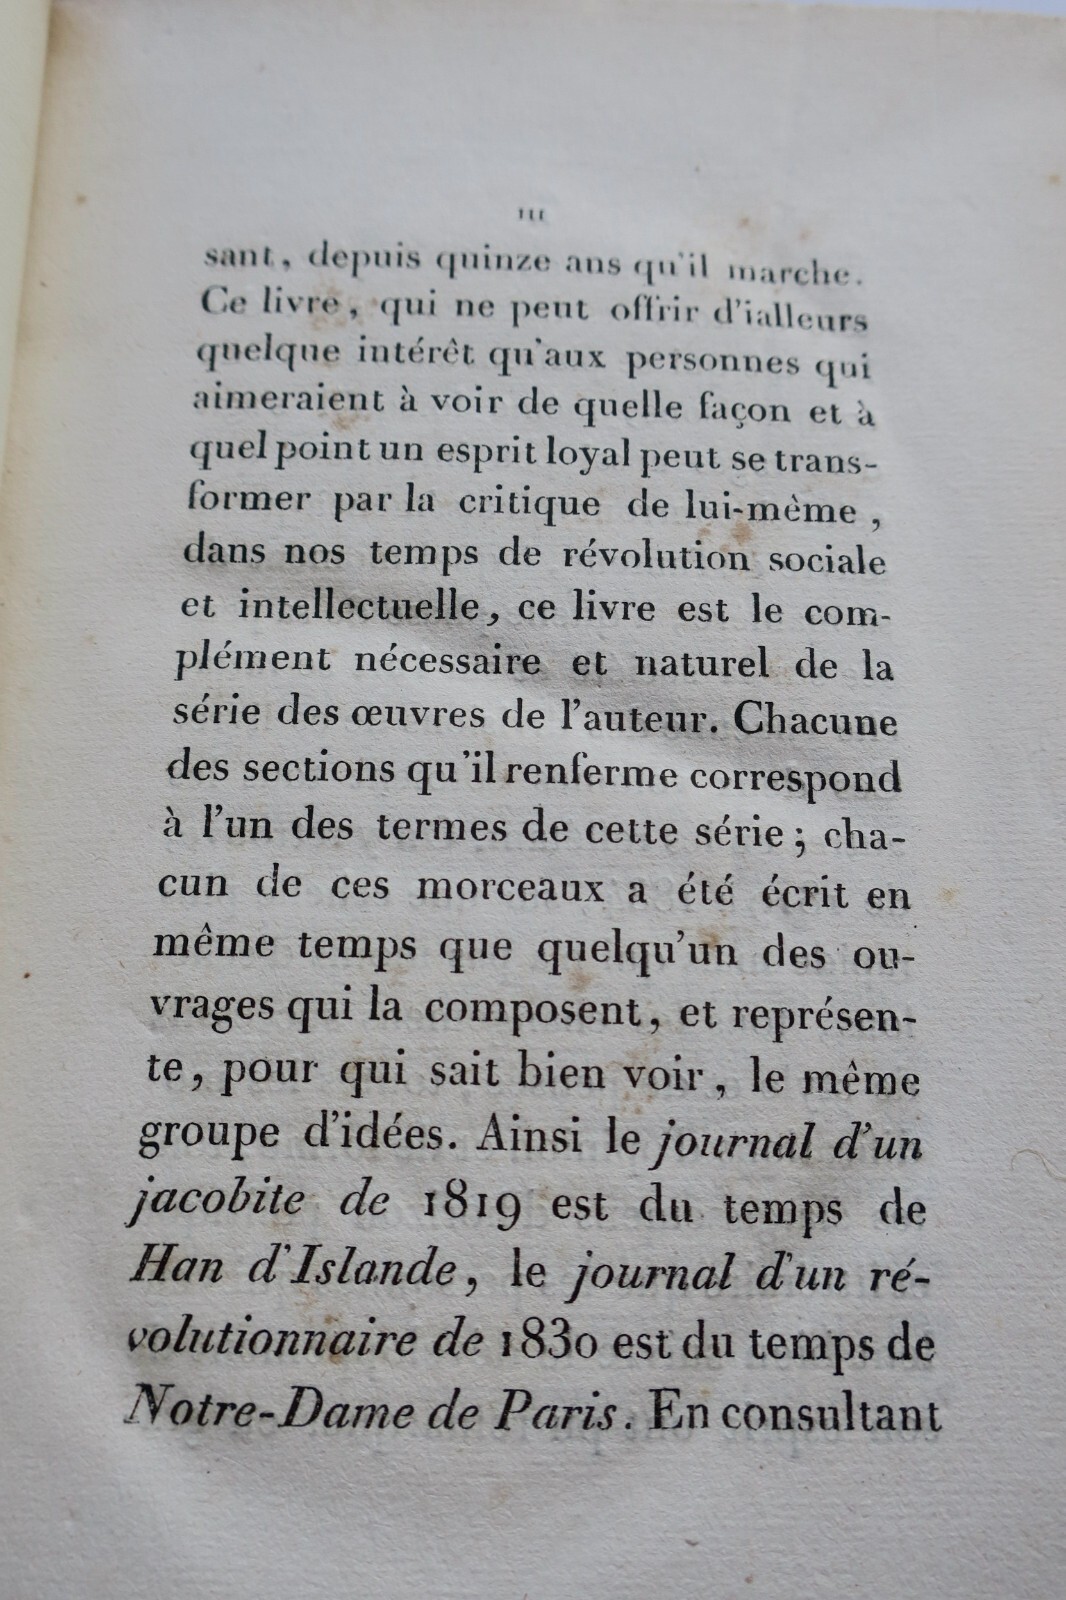 III
sant, depuis quinze ans qu'il marche.
Ce livre, qui ne peut offrir d'ialleurs
quelque intérêt qu'aux personnes qui
aimeraient à voir de quelle façon et à
quel point un esprit loyal peut se trans-
former par la critique de lui-même,
dans nos temps de révolution sociale
et intellectuelle, ce livre est le com-
plément nécessaire et naturel de la
série des œuvres de l'auteur. Chacune
des sections qu'il renferme correspond
à l'un des termes de cette série; cha-
cun de ces morceaux a été écrit en
même temps que quelqu'un des ou-
vrages qui la composent, et représen-
te, pour qui sait bien voir, le même
groupe d'idées. Ainsi le journal d'un
jacobite de 1819 est du temps de
Han d'Islande, le journal d'un ré-
volutionnaire de 1830 est du temps de
Notre-Dame de Paris. En consultant